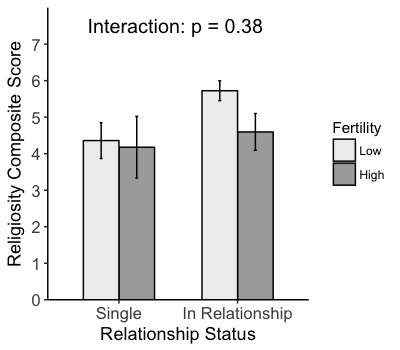 Interaction: p = 0.38
Religiosity Composite Score
7
6
5
4
3
2
1
0
Single
In Relationship
Relationship Status
Fertility
Low
High